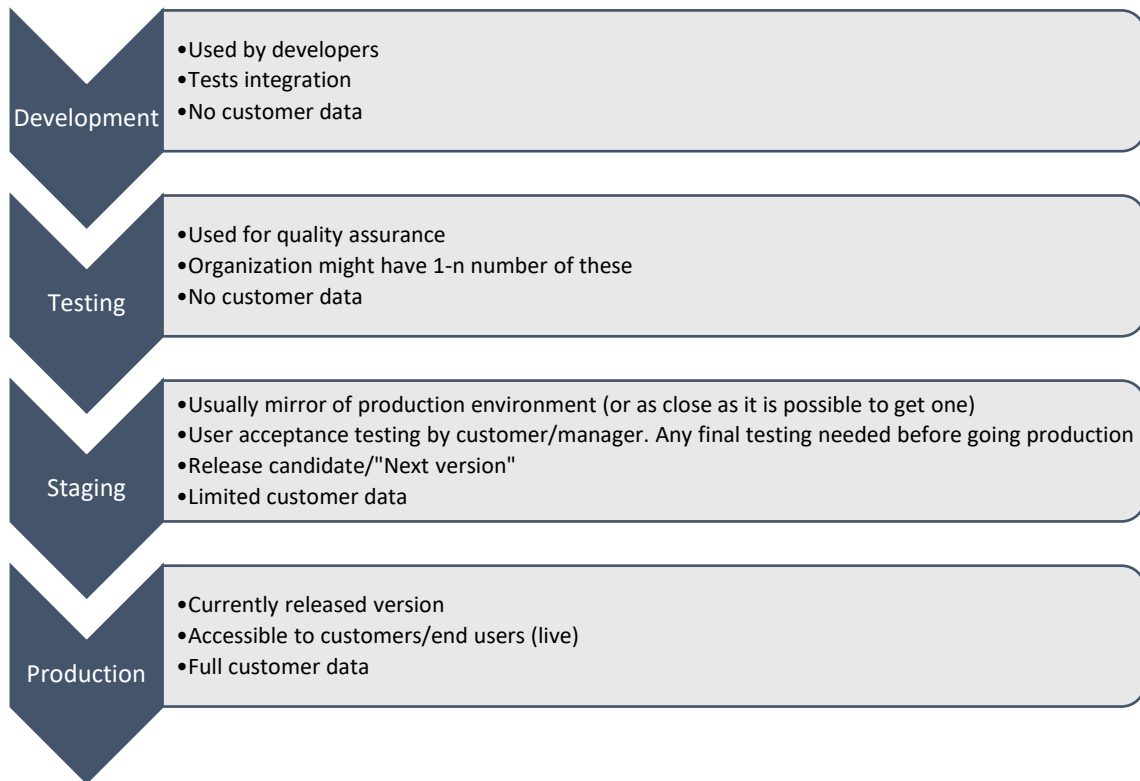 Development
•Used by developers
•Tests integration
•No customer data
Testing
•Used for quality assurance
•Organization might have 1-n number of these
•No customer data
Staging
•Usually mirror of production environment (or as close as it is possible to get one)
•User acceptance testing by customer/manager. Any final testing needed before going production
•Release candidate/"Next version"
•Limited customer data
Production
•Currently released version
•Accessible to customers/end users (live)
•Full customer data